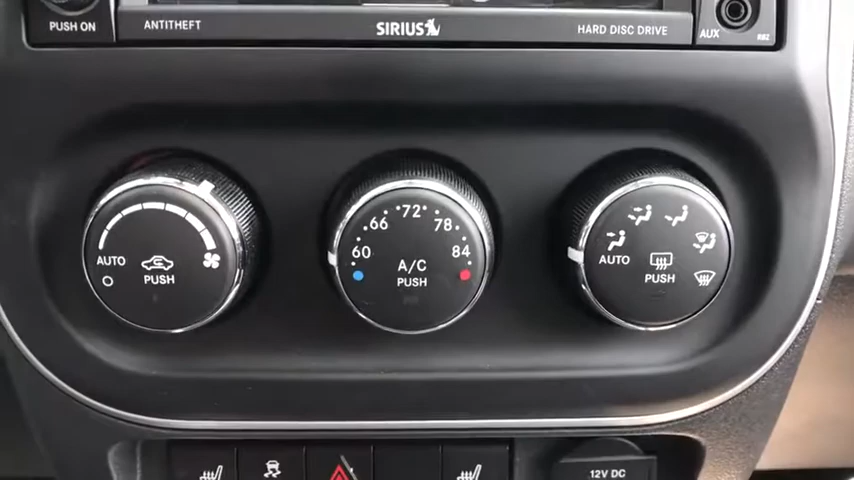 PUSH ON
ANTITHEFT
SIRIUS
HARD DISC DRIVE
AUX
RBZ
AUTO
PUSH
60 66 72 78 84
A/C
PUSH
AUTO
PUSH
12V DC